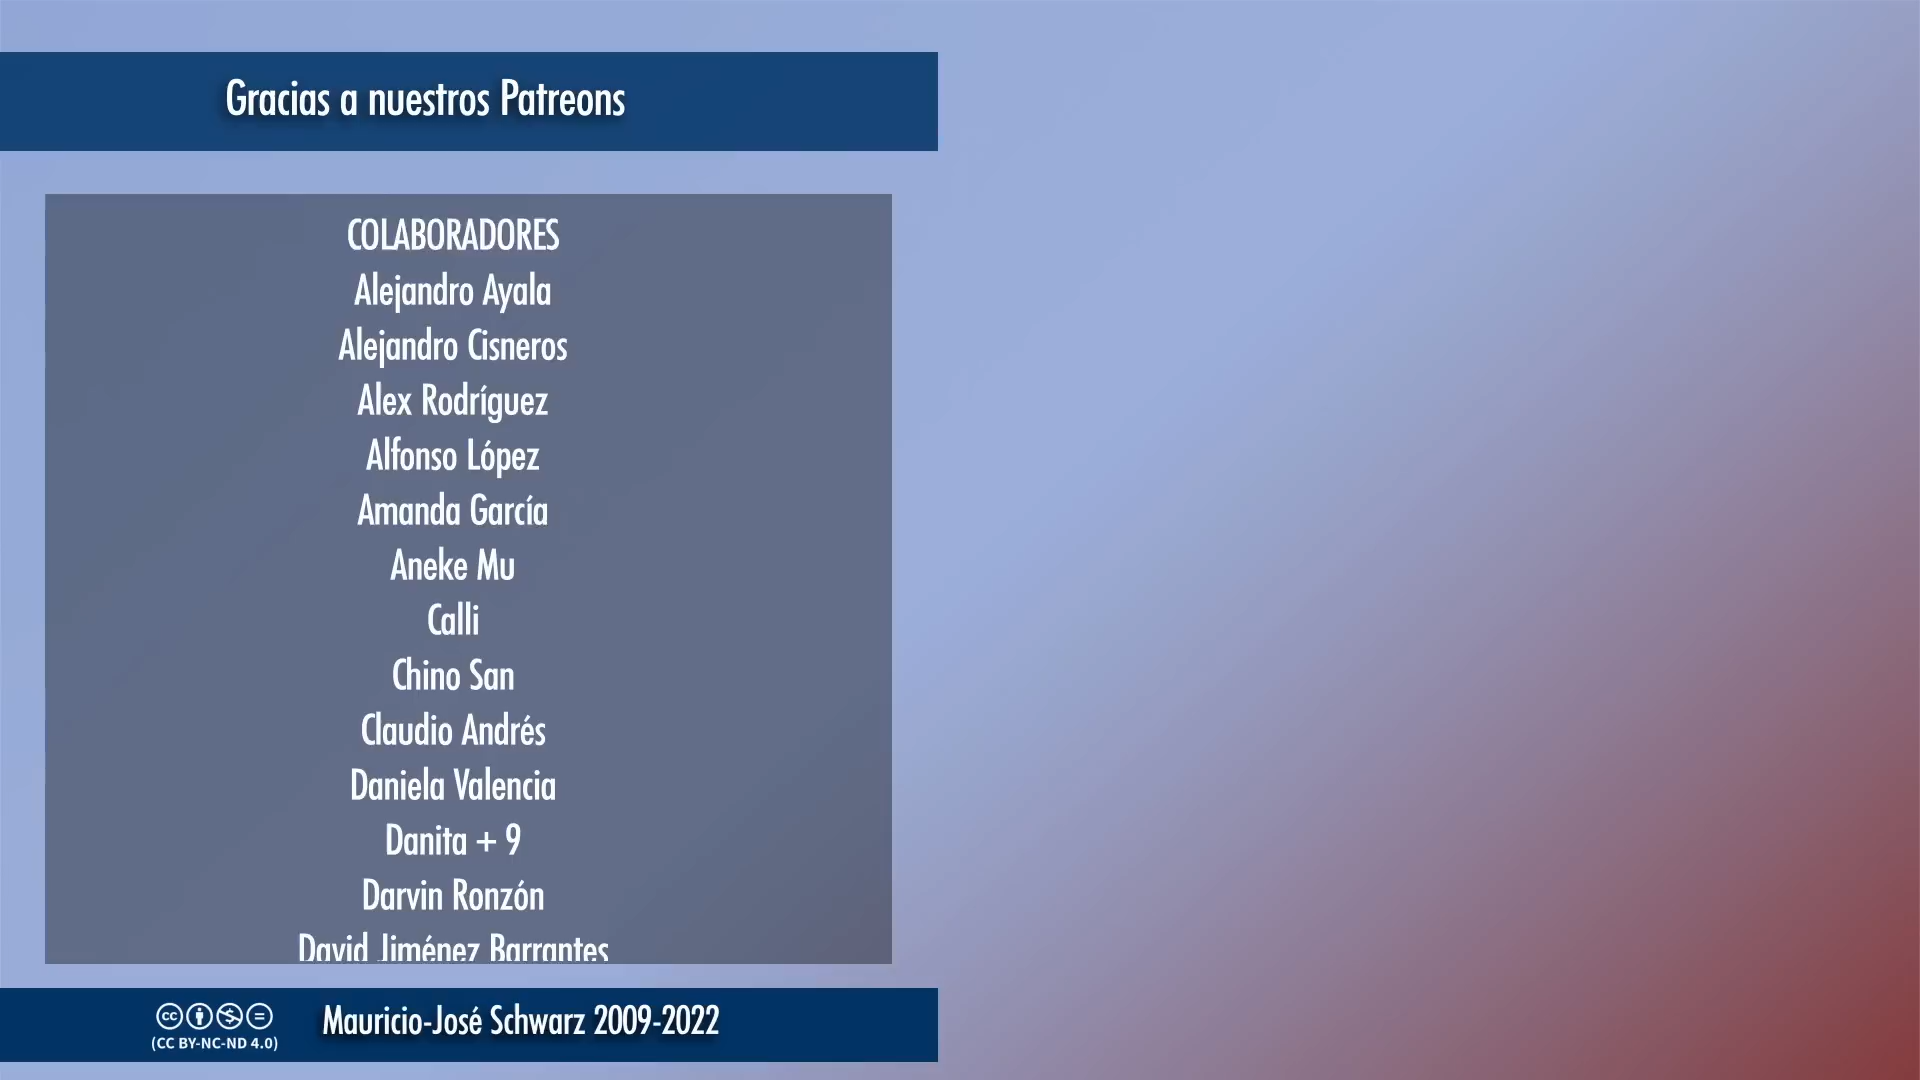 Gracias a nuestros Patreons
COLABORADORES
Alejandro Ayala
Alejandro Cisneros
Alex Rodríguez
Alfonso López
Amanda García
Aneke Mu
Calli
Chino San
Claudio Andrés
Daniela Valencia
Danita + 9
Darvin Ronzón
David Jiménez Barrantes
(CC BY-NC-ND 4.0)
Mauricio-José Schwarz 2009-2022